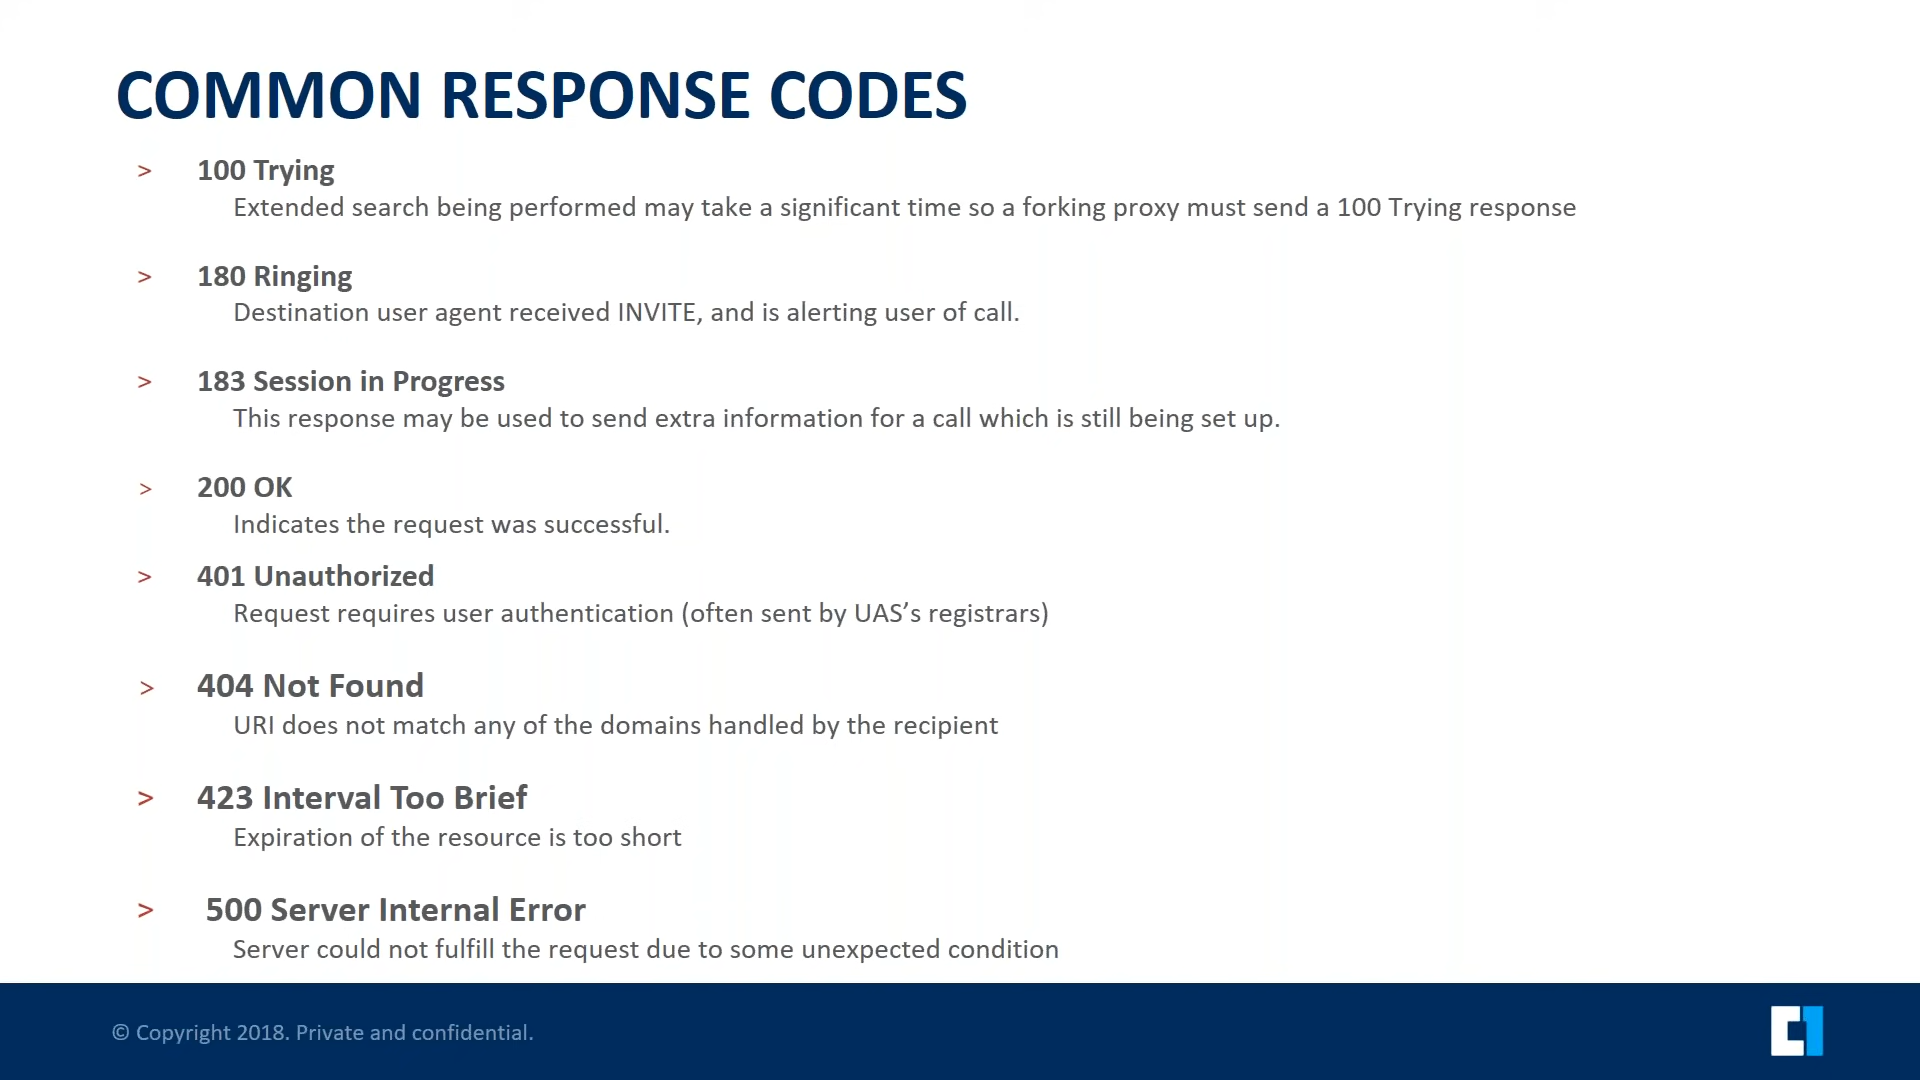 COMMON RESPONSE CODES
> 100 Trying
Extended search being performed may take a significant time so a forking proxy must send a 100 Trying response
> 180 Ringing
Destination user agent received INVITE, and is alerting user of call.
> 183 Session in Progress
This response may be used to send extra information for a call which is still being set up.
> 200 OK
Indicates the request was successful.
> 401 Unauthorized
Request requires user authentication (often sent by UAS’s registrars)
> 404 Not Found
URI does not match any of the domains handled by the recipient
> 423 Interval Too Brief
Expiration of the resource is too short
> 500 Server Internal Error
Server could not fulfill the request due to some unexpected condition
© Copyright 2018. Private and confidential.